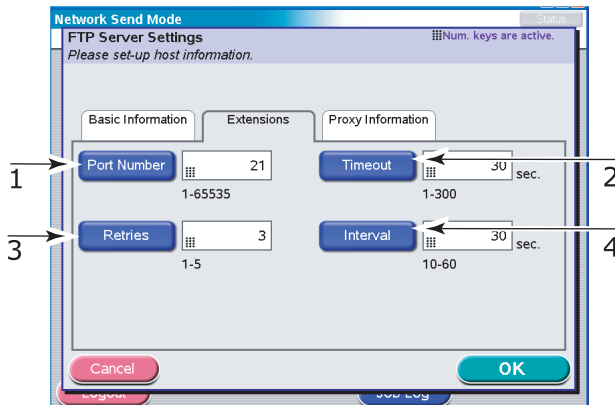 Network Send Mode
Status
FTP Server Settings
Num. keys are active.
Please set-up host information.
Basic Information
Extensions
Proxy Information
1
Port Number
21
Timeout
30
sec.
2
1-65535
1-300
3
Retries
3
Interval
30
sec.
4
1-5
10-60
Cancel
OK
Logout
Job Log